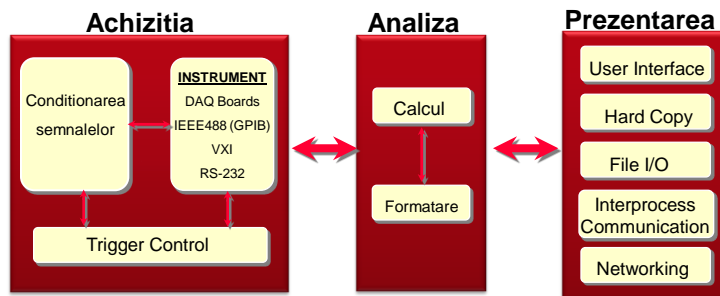 Achizitia
Conditionarea
semnalelor
INSTRUMENT
DAQ Boards
IEEE488 (GPIB)
VXI
RS-232
Trigger Control
Analiza
Calcul
Formatare
Prezentarea
User Interface
Hard Copy
File I/O
Interprocess
Communication
Networking